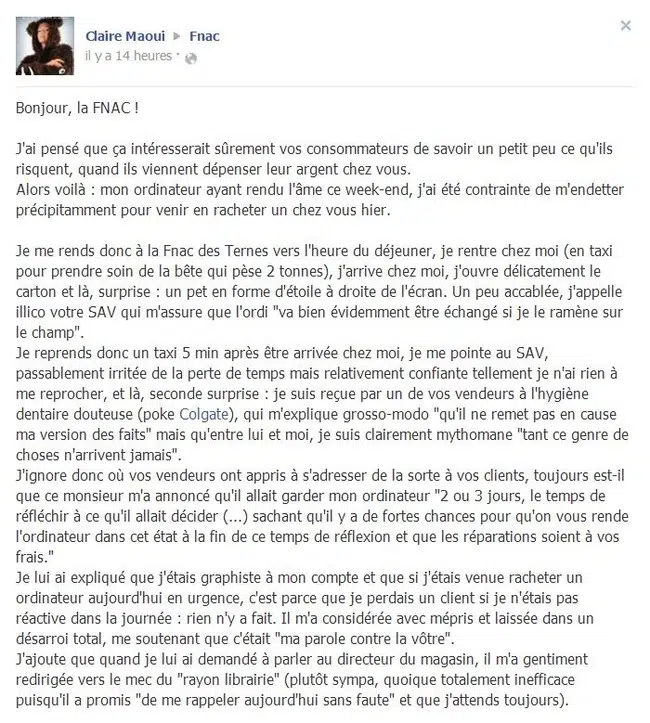 Claire Maoui ▸ Fnac
il y a 14 heures ·
Bonjour, la FNAC !
J'ai pensé que ça intéresserait sûrement vos consommateurs de savoir un petit peu ce qu'ils
risquent, quand ils viennent dépenser leur argent chez vous.
Alors voilà : mon ordinateur ayant rendu l'âme ce week-end, j'ai été contrainte de m'endetter
précipitamment pour venir en racheter un chez vous hier.
Je me rends donc à la Fnac des Ternes vers l'heure du déjeuner, je rentre chez moi (en taxi
pour prendre soin de la bête qui pèse 2 tonnes), j'arrive chez moi, j'ouvre délicatement le
carton et là, surprise : un pet en forme d'étoile à droite de l'écran. Un peu accablée, j'appelle
illico votre SAV qui m'assure que l'ordi "va bien évidemment être échangé si je le ramène sur
le champ".
Je reprends donc un taxi 5 min après être arrivée chez moi, je me pointe au SAV,
passablement irritée de la perte de temps mais relativement confiante tellement je n'ai rien à
me reprocher, et là, seconde surprise : je suis reçue par un de vos vendeurs à l'hygiène
dentaire douteuse (poke Colgate), qui m'explique grosso-modo "qu'il ne remet pas en cause
ma version des faits" mais qu'entre lui et moi, je suis clairement mythomane "tant ce genre de
choses n'arrivent jamais".
J'ignore donc où vos vendeurs ont appris à s'adresser de la sorte à vos clients, toujours est-il
que ce monsieur m'a annoncé qu'il allait garder mon ordinateur "2 ou 3 jours, le temps de
réfléchir à ce qu'il allait décider (...) sachant qu'il y a de fortes chances pour qu'on vous rende
l'ordinateur dans cet état à la fin de ce temps de réflexion et que les réparations soient à vos
frais."
Je lui ai expliqué que j'étais graphiste à mon compte et que si j'étais venue racheter un
ordinateur aujourd'hui en urgence, c'est parce que je perdais un client si je n'étais pas
réactive dans la journée : rien n'y a fait. Il m'a considérée avec mépris et laissée dans un
désarroi total, me soutenant que c'était "ma parole contre la vôtre".
J'ajoute que quand je lui ai demandé à parler au directeur du magasin, il m'a gentiment
redirigée vers le mec du "rayon librairie" (plutôt sympa, quoique totalement inefficace
puisqu'il a promis "de me rappeler aujourd'hui sans faute" et que j'attends toujours).